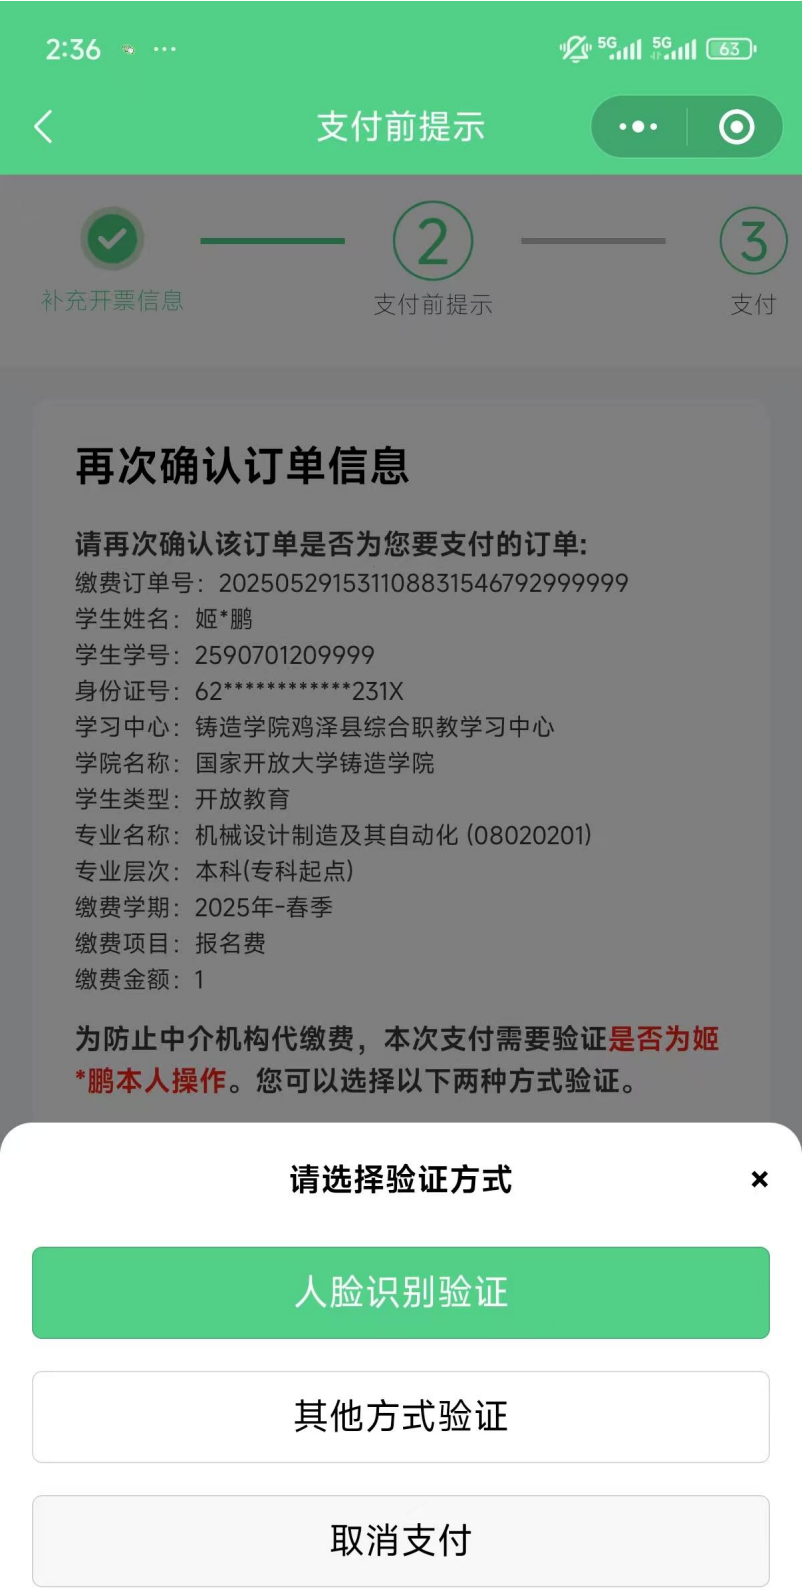 2:36
5G
5G
63
支付前提示
2
3
补充开票信息
支付前提示
支付
再次确认订单信息
请再次确认该订单是否为您要支付的订单:
缴费订单号：202505291531108831546792999999
学生姓名：姬*鹏
学生学号：2590701209999
身份证号：62************231X
学习中心：铸造学院鸡泽县综合职教学习中心
学院名称：国家开放大学铸造学院
学生类型：开放教育
专业名称：机械设计制造及其自动化 (08020201)
专业层次：本科(专科起点)
缴费学期：2025年-春季
缴费项目：报名费
缴费金额：1
为防止中介机构代缴费，本次支付需要验证是否为姬
*鹏本人操作。您可以选择以下两种方式验证。
请选择验证方式
人脸识别验证
其他方式验证
取消支付